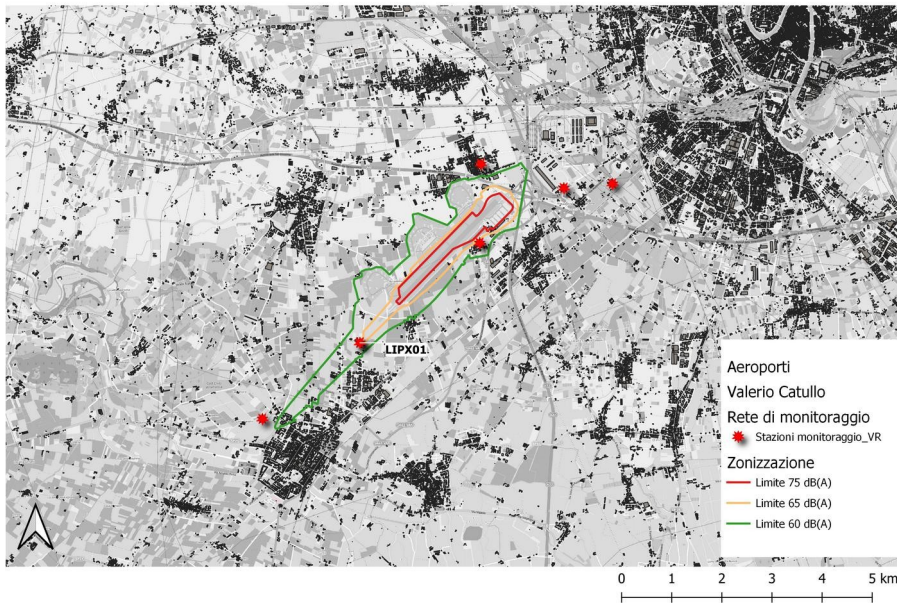 LIPX01
Aeroporti
Valerio Catullo
Rete di monitoraggio
Stazioni monitoraggio_VR
Zonizzazione
Limite 75 dB(A)
Limite 65 dB(A)
Limite 60 dB(A)
0 1 2 3 4 5 km